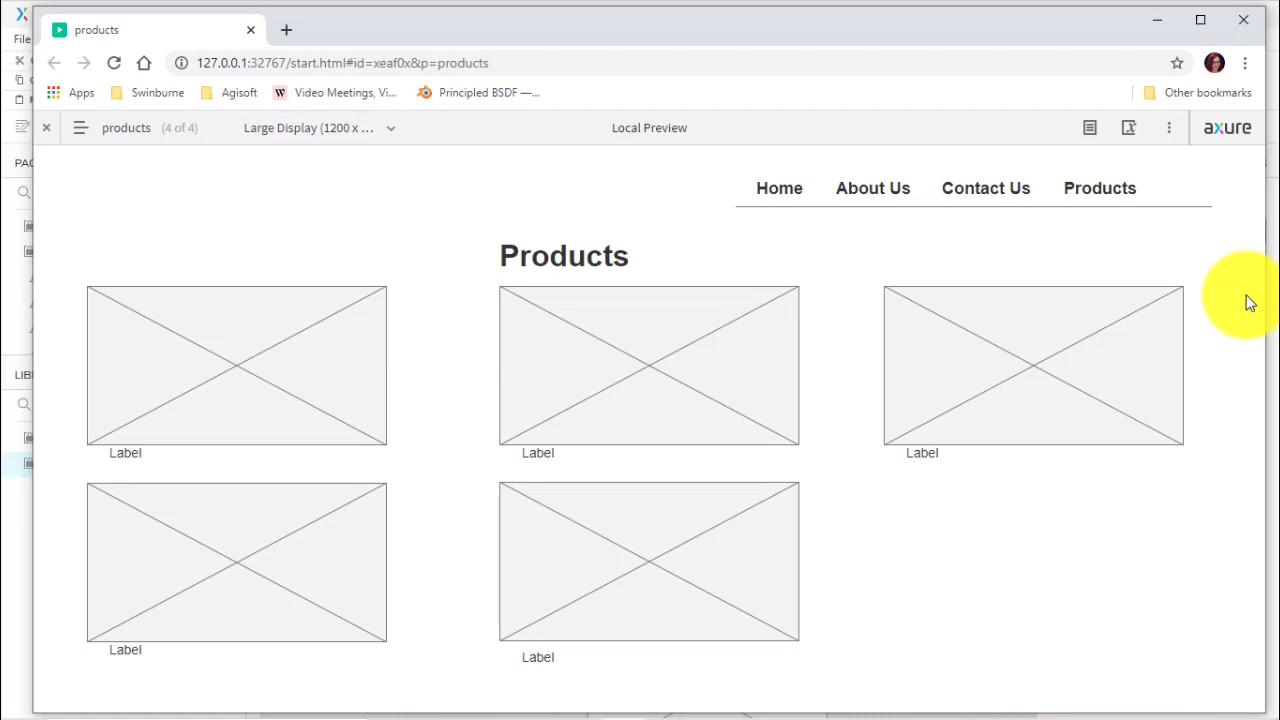 File
products
127.0.0.1:32767/start.html#id=xeaf0x&p=products
Apps Swinburne Agisoft Video Meetings, Vi... Principled BSDF —... Other bookmarks
products (4 of 4) Large Display (1200 x ... Local Preview axure
PAG
Home About Us Contact Us Products
Products
LIB
Label Label Label
Label
Label